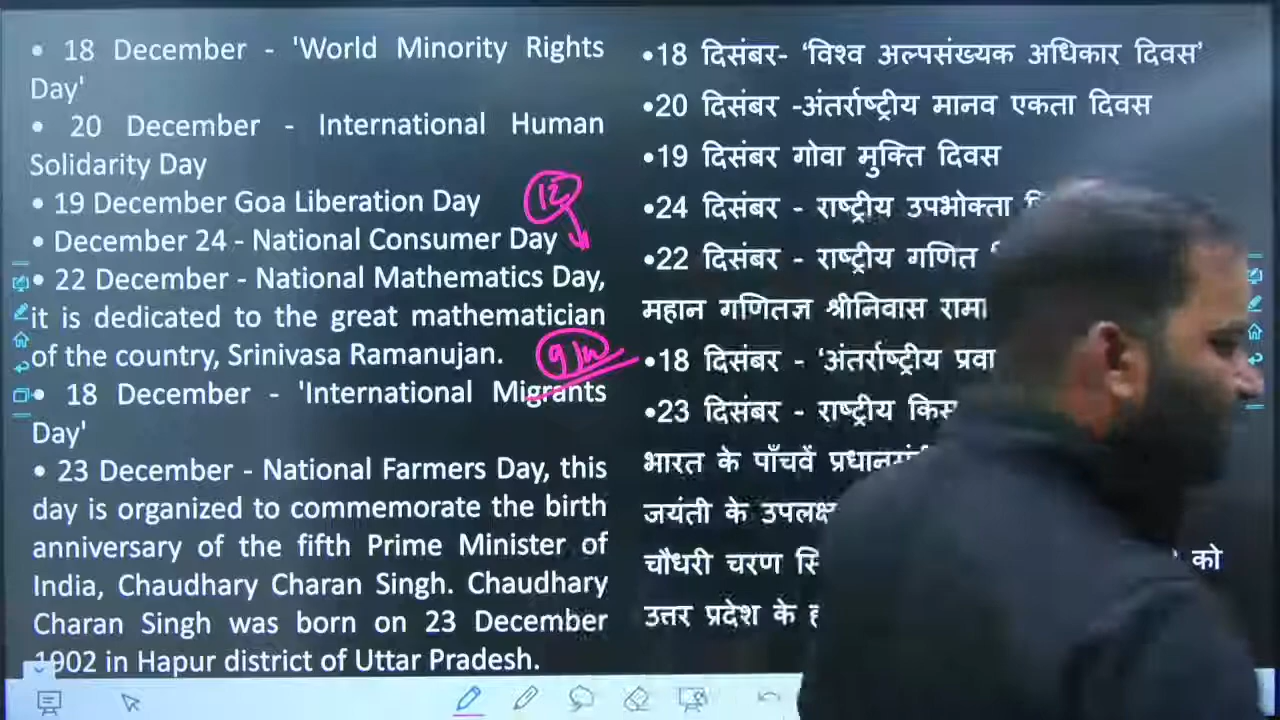 • 18 December - 'World Minority Rights
Day'
• 20 December - International Human
Solidarity Day
• 19 December Goa Liberation Day
• December 24 - National Consumer Day
• 22 December - National Mathematics Day,
it is dedicated to the great mathematician
of the country, Srinivasa Ramanujan.
• 18 December - 'International Migrants
Day'
• 23 December - National Farmers Day, this
day is organized to commemorate the birth
anniversary of the fifth Prime Minister of
India, Chaudhary Charan Singh. Chaudhary
Charan Singh was born on 23 December
1902 in Hapur district of Uttar Pradesh.
•18 दिसंबर- ‘विश्व अल्पसंख्यक अधिकार दिवस’
•20 दिसंबर -अंतर्राष्ट्रीय मानव एकता दिवस
•19 दिसंबर गोवा मुक्ति दिवस
•24 दिसंबर - राष्ट्रीय उपभोक्ता
•22 दिसंबर - राष्ट्रीय गणित
महान गणितज्ञ श्रीनिवास
•18 दिसंबर - ‘अंतर्राष्ट्रीय
•23 दिसंबर - राष्ट्रीय
भारत के पाँचवें
जयंती के
चौधरी चरण को
उत्तर प्रदेश के